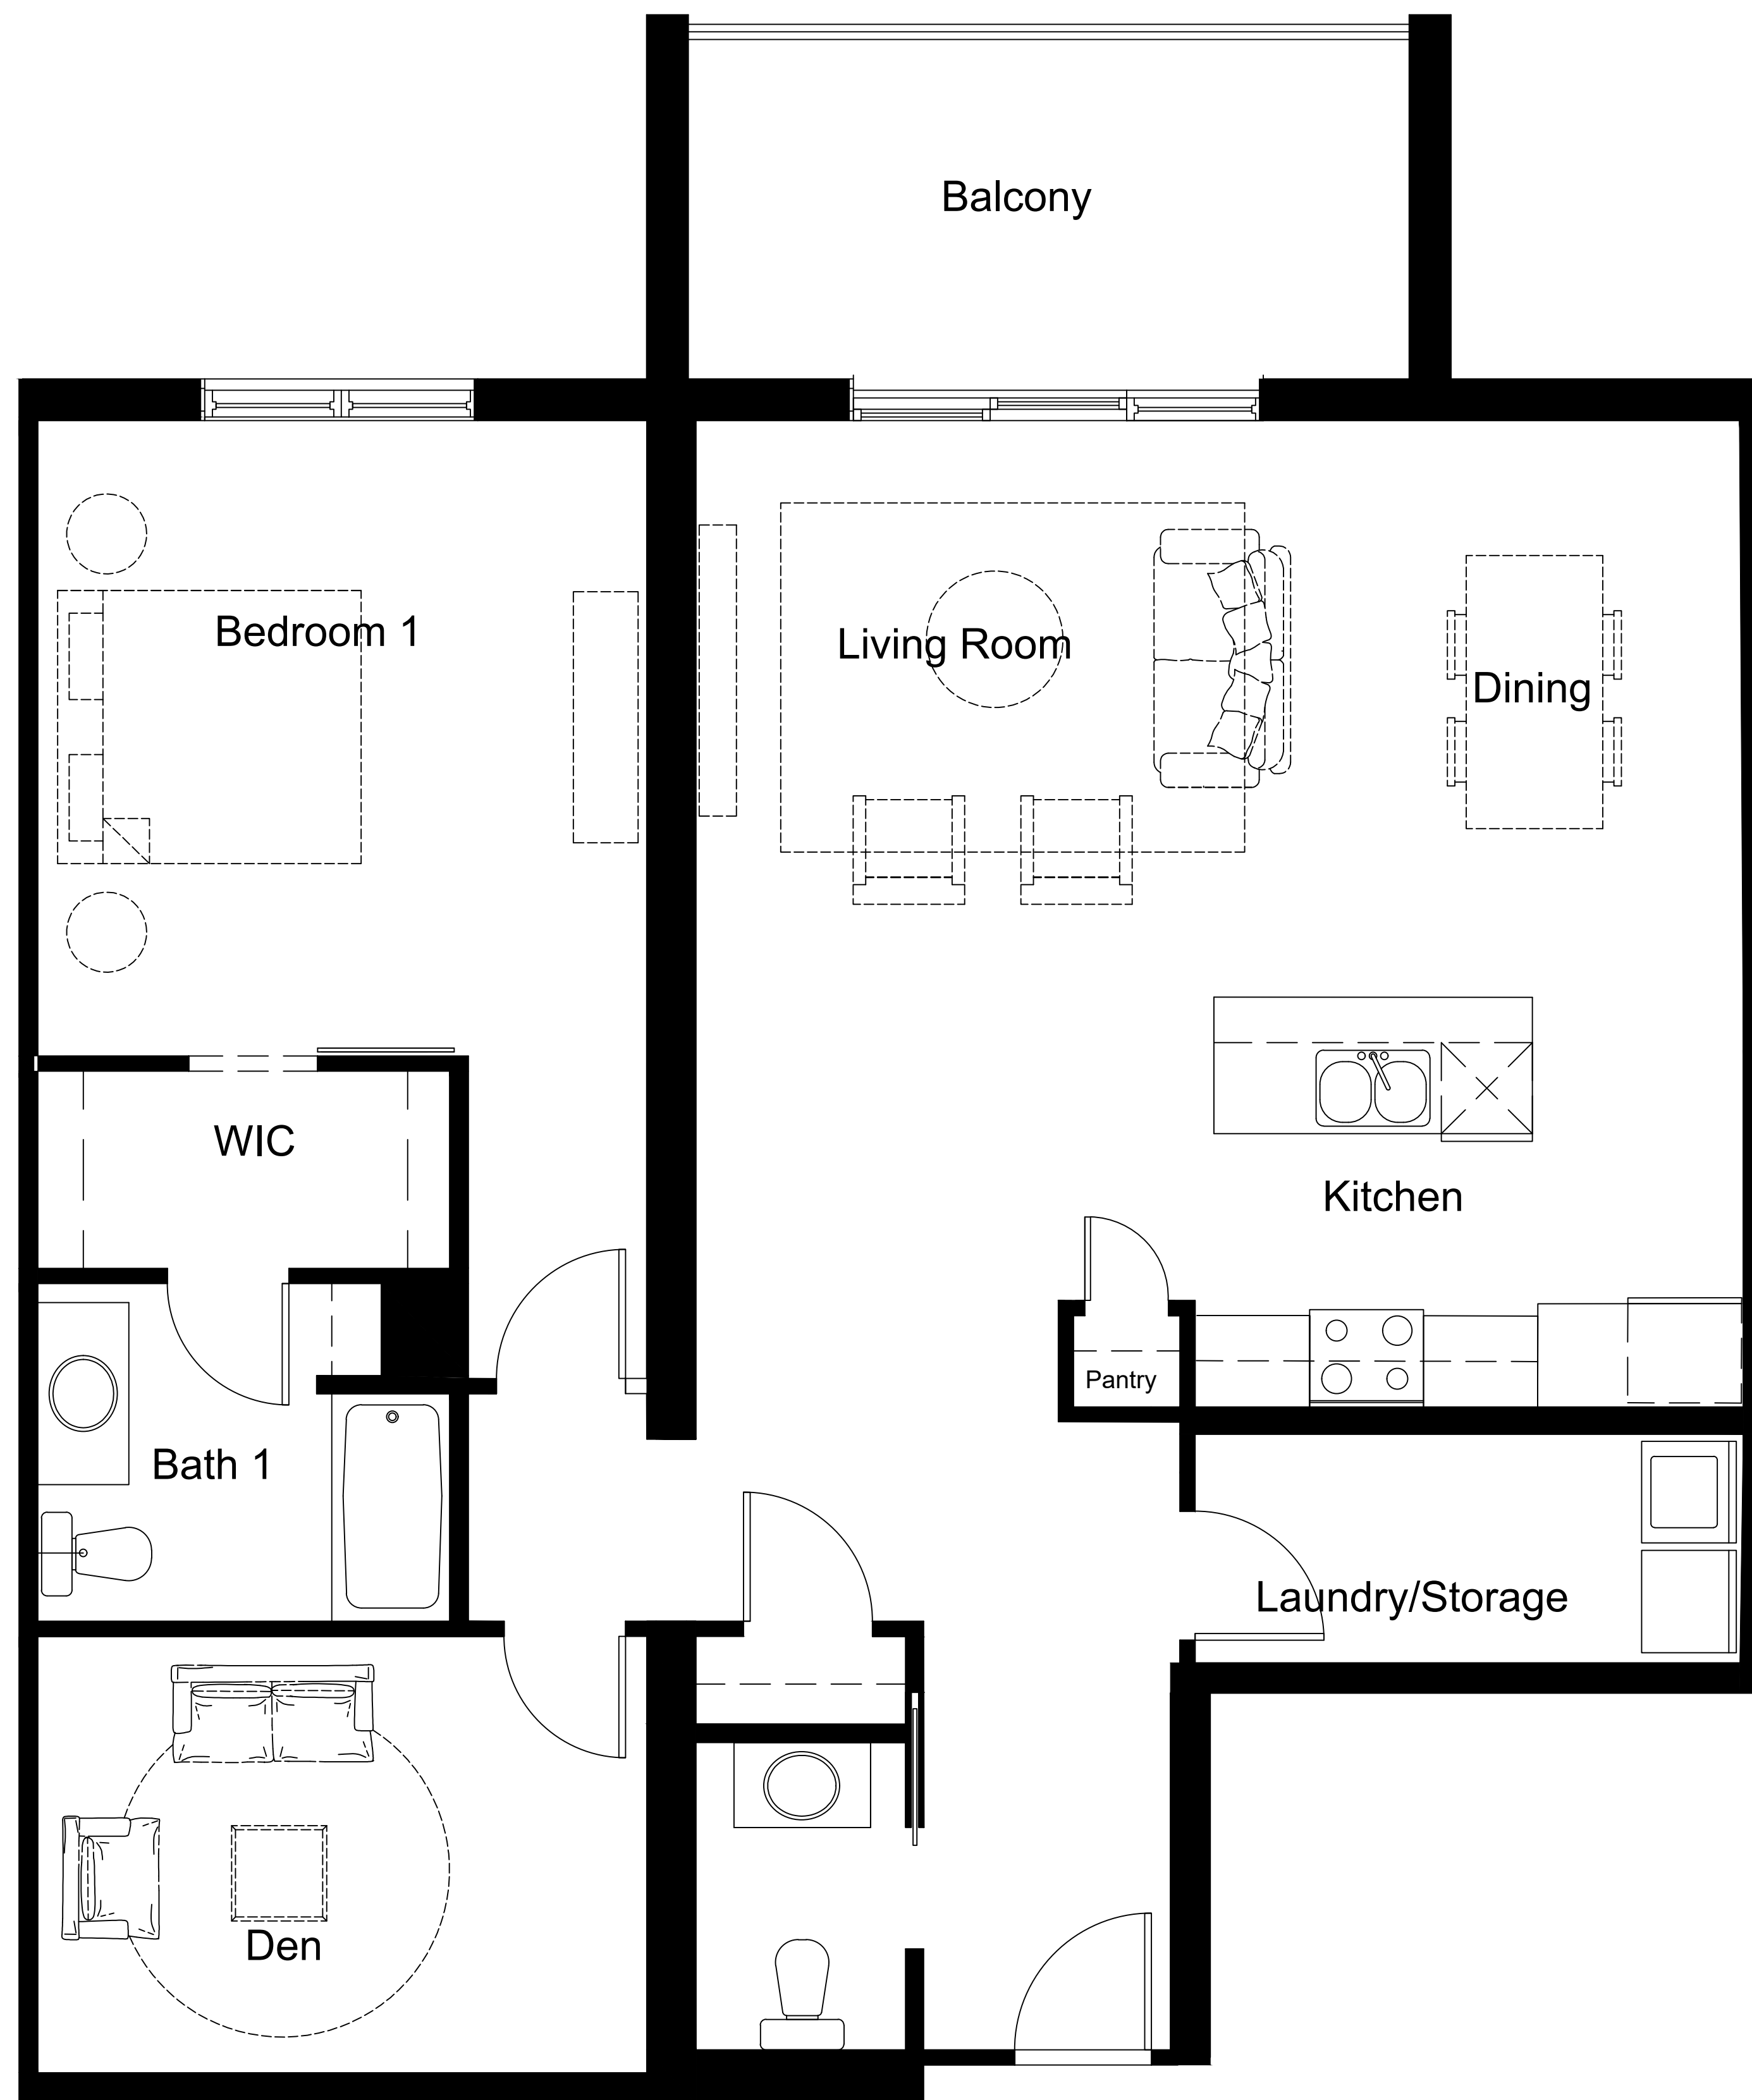 Balcony
Bedroom 1
Living Room
Dining
WIC
Kitchen
Pantry
Bath 1
Laundry/Storage
Den